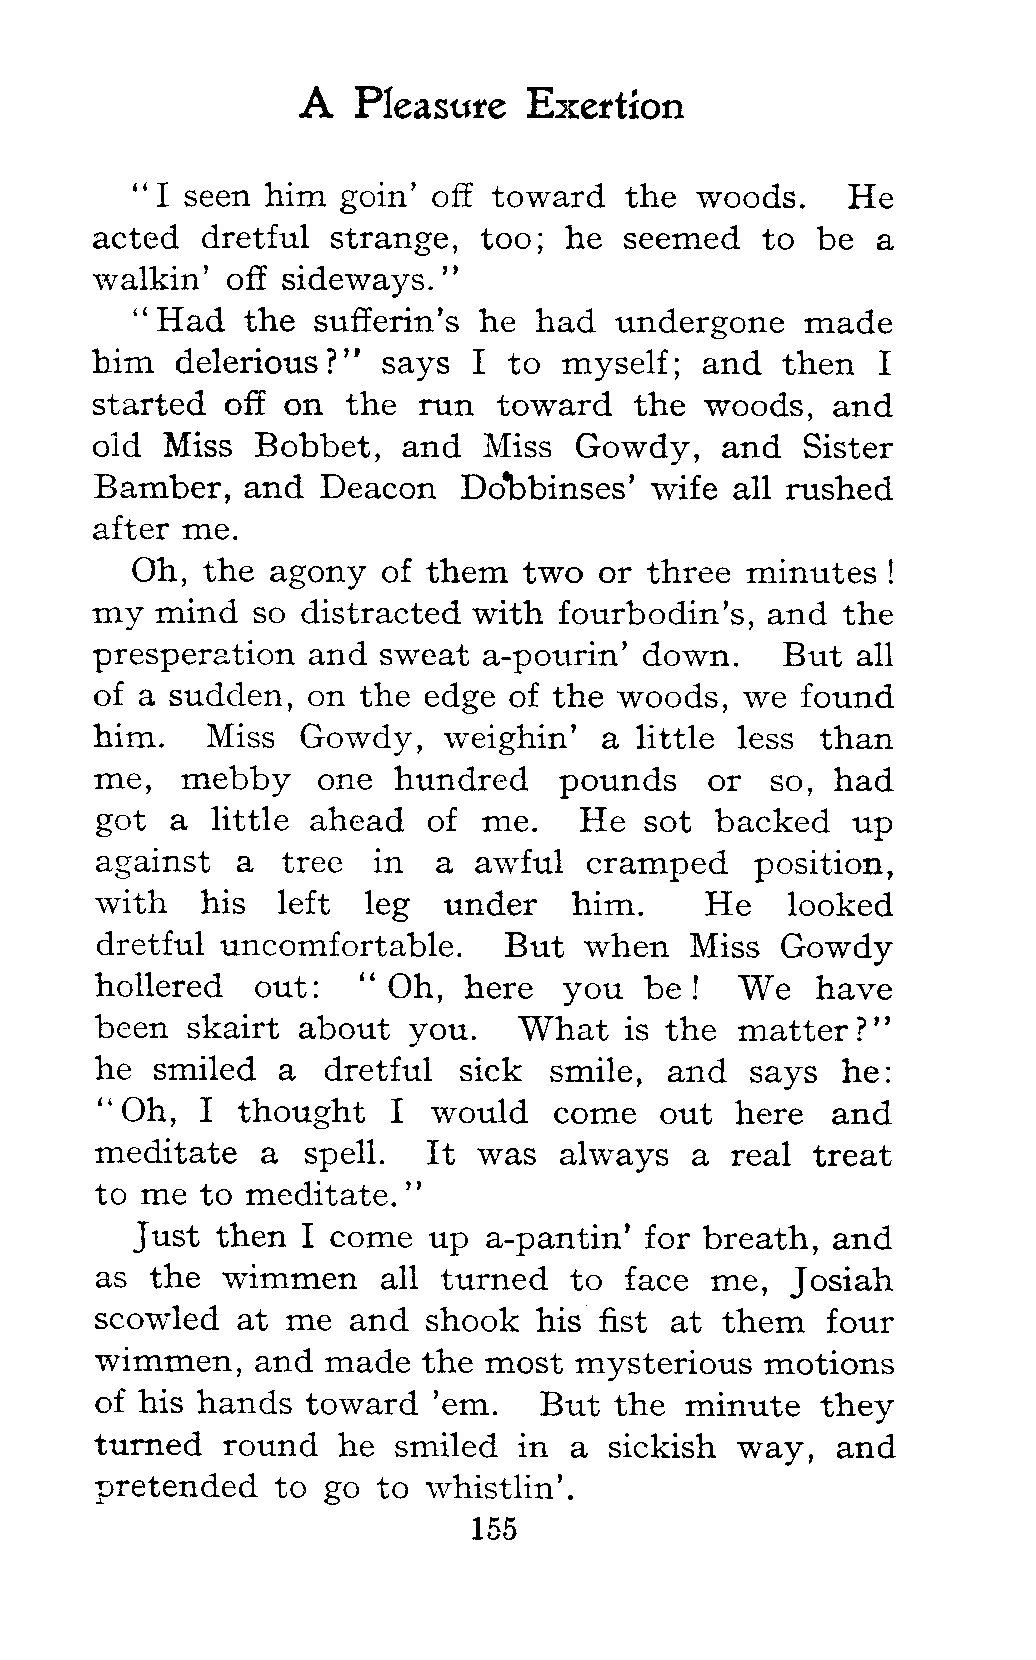 A Pleasure Exertion
"I seen him goin' off toward the woods. He
acted dretful strange, too; he seemed to be a
walkin' off sideways."
"Had the sufferin's he had undergone made
him delerious?" says I to myself; and then I
started off on the run toward the woods, and
old Miss Bobbet, and Miss Gowdy, and Sister
Bamber, and Deacon Dobbinses' wife all rushed
after me.
Oh, the agony of them two or three minutes!
my mind so distracted with fourbodin's, and the
presperation and sweat a-pourin' down. But all
of a sudden, on the edge of the woods, we found
him. Miss Gowdy, weighin' a little less than
me, mebby one hundred pounds or so, had
got a little ahead of me. He sot backed up
against a tree in a awful cramped position,
with his left leg under him. He looked
dretful uncomfortable. But when Miss Gowdy
hollered out: "Oh, here you be! We have
been skairt about you. What is the matter?"
he smiled a dretful sick smile, and says he:
"Oh, I thought I would come out here and
meditate a spell. It was always a real treat
to me to meditate."
Just then I come up a-pantin' for breath, and
as the wimmen all turned to face me, Josiah
scowled at me and shook his fist at them four
wimmen, and made the most mysterious motions
of his hands toward 'em. But the minute they
turned round he smiled in a sickish way, and
pretended to go to whistlin'.
155